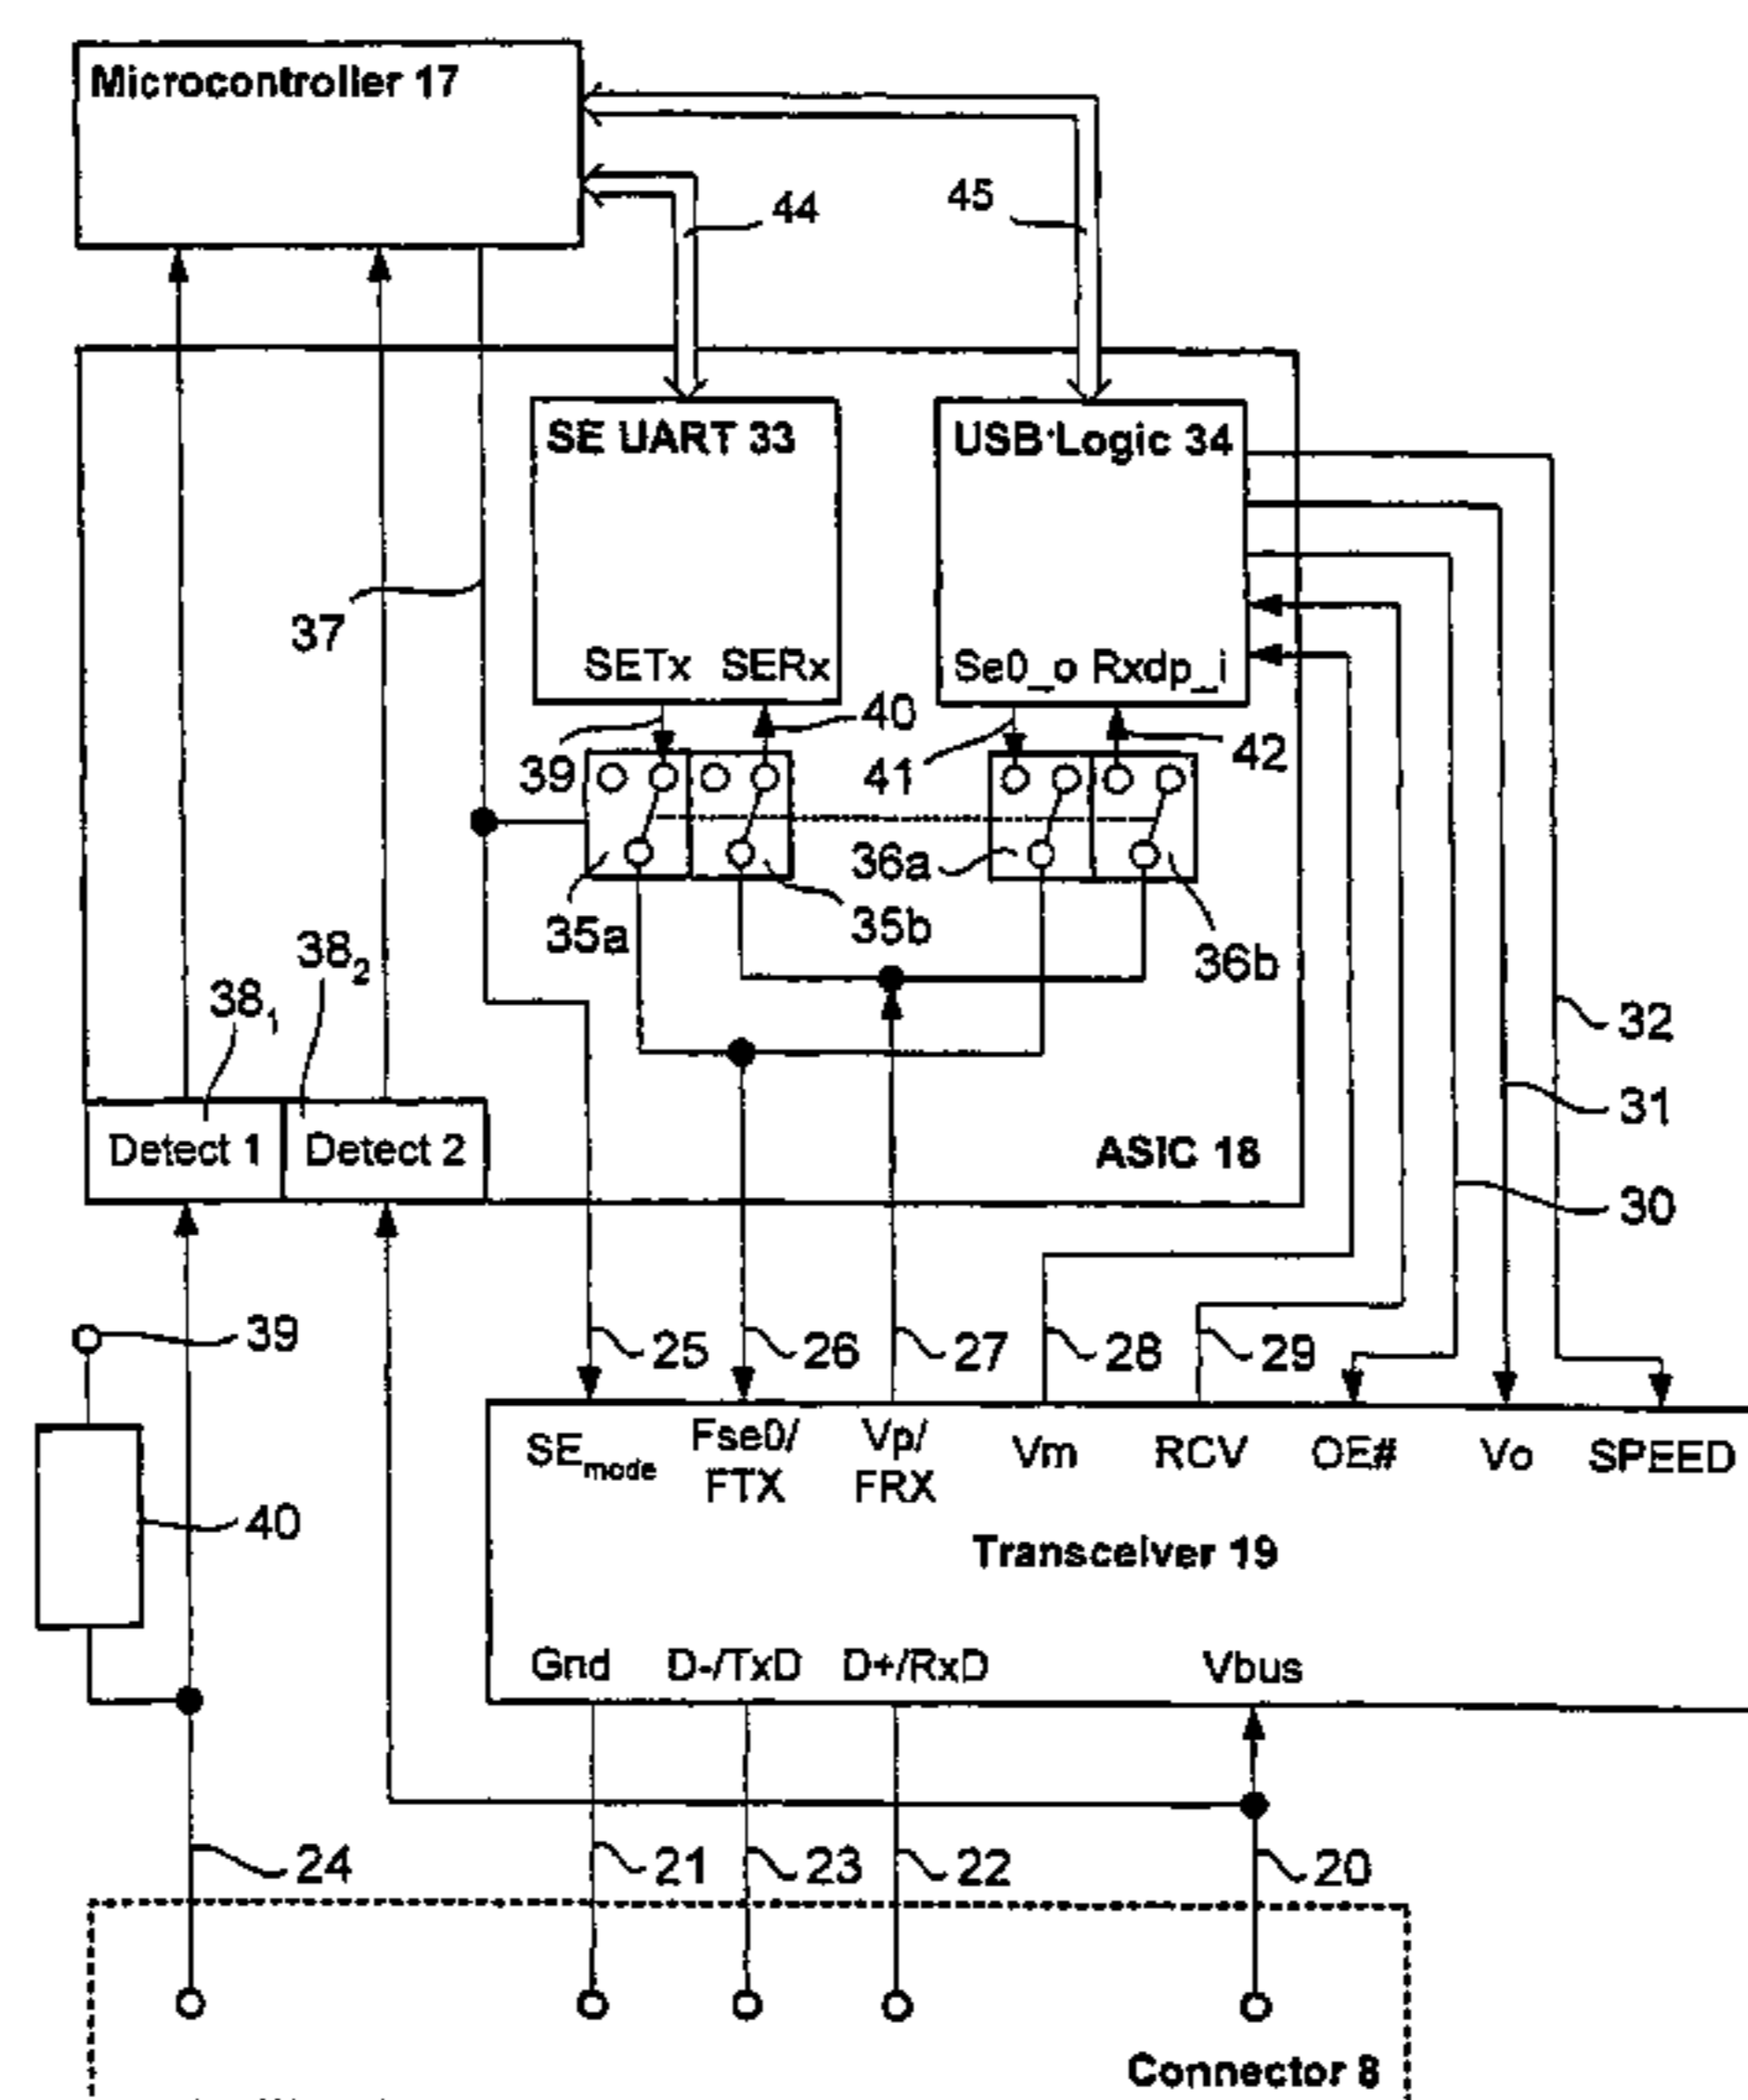 Microcontroller 17
44
45
SE UART 33
USB Logic 34
37
SETx SERx
Se0_o Rxdp_i
39
40
41
42
36a
35a
35b
36b
38₁
38₂
32
31
30
Detect 1
Detect 2
ASIC 18
39
25
26
27
28
29
SEmode
Fse0/
FTX
Vp/
FRX
Vm
RCV
OE#
Vo
SPEED
40
Transceiver 19
Gnd
D-/TxD
D+/RxD
Vbus
24
21
23
22
20
Connector 8